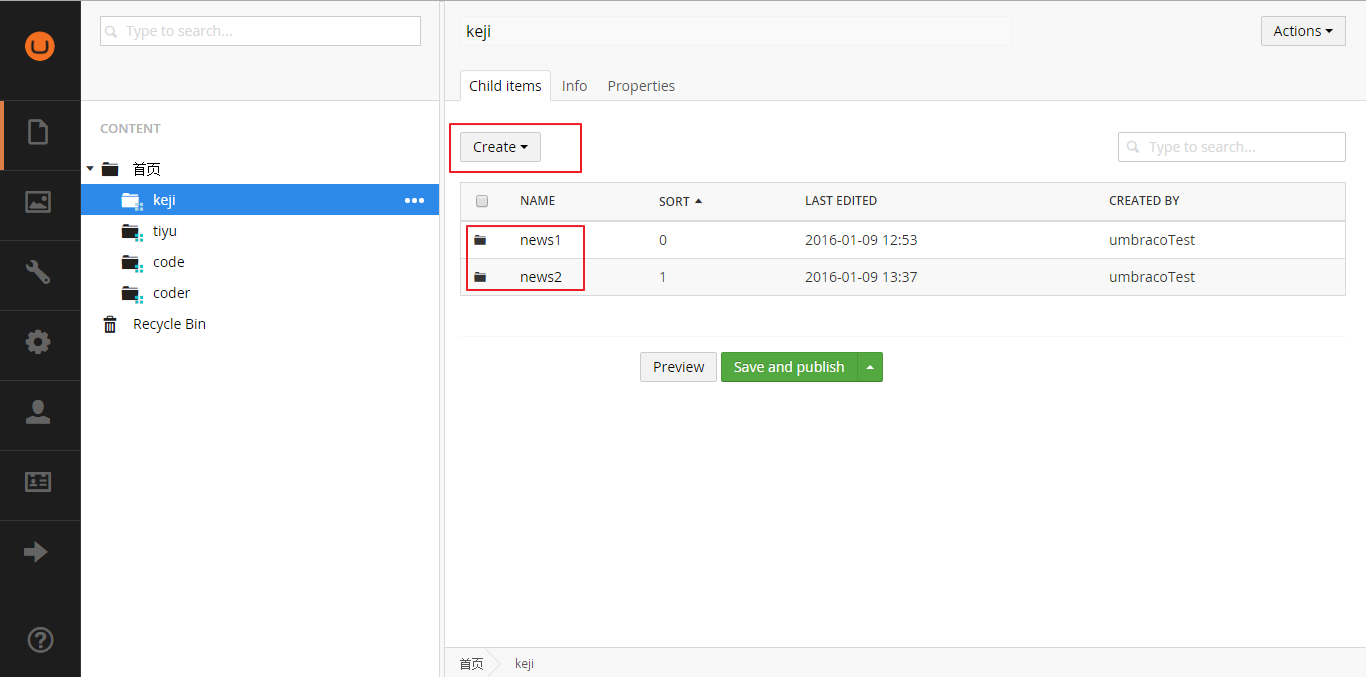 Type to search...
CONTENT
首页
keji
tiyu
code
coder
Recycle Bin
keji
Actions
Child items Info Properties
Create
Type to search...
NAME SORT LAST EDITED CREATED BY
news1 0 2016-01-09 12:53 umbracoTest
news2 1 2016-01-09 13:37 umbracoTest
Preview Save and publish
首页 keji